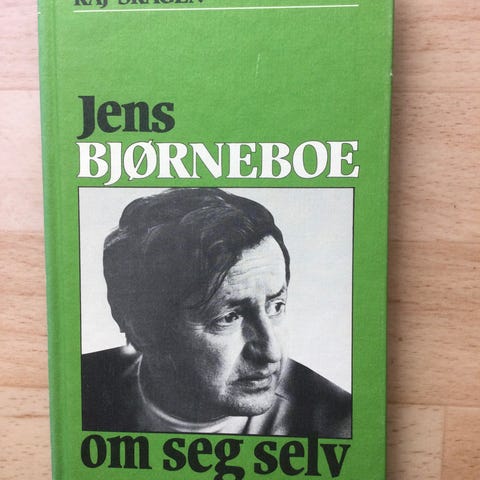 KAJ SKAGEN
Jens
BJØRNEBOE
om seg selv